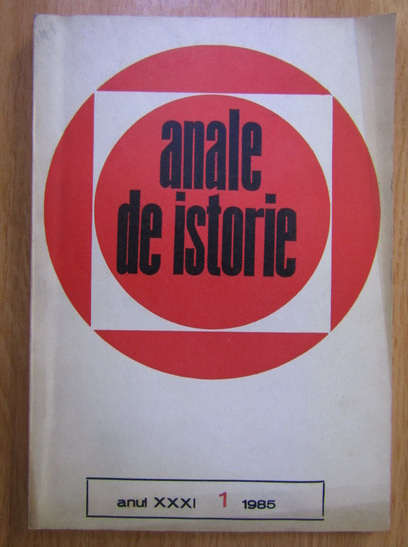 anale
de istorie
anul XXXI 1 1985